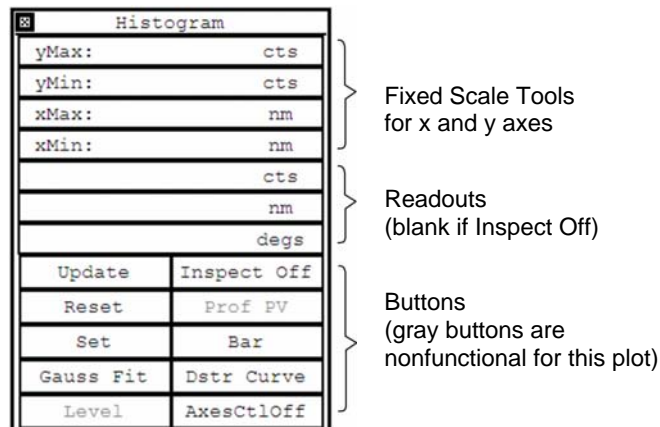 Histogram
yMax: cts
yMin: cts
xMax: nm
xMin: nm
cts
nm
degs
Update Inspect Off
Reset Prof PV
Set Bar
Gauss Fit Dstr Curve
Level AxesCtlOff
Fixed Scale Tools
for x and y axes
Readouts
(blank if Inspect Off)
Buttons
(gray buttons are
nonfunctional for this plot)